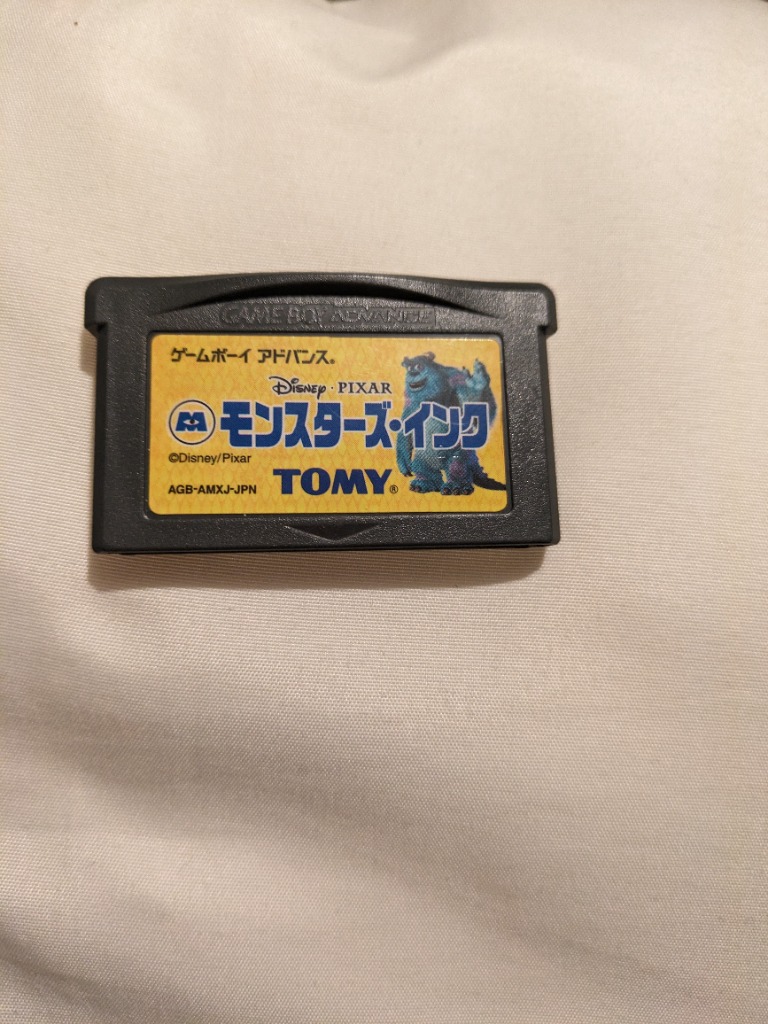 GAME BOY ADVANCE
ゲームボーイ アドバンス®
Disney · PIXAR
M モンスターズ・インク
©Disney/Pixar
AGB-AMXJ-JPN TOMY®